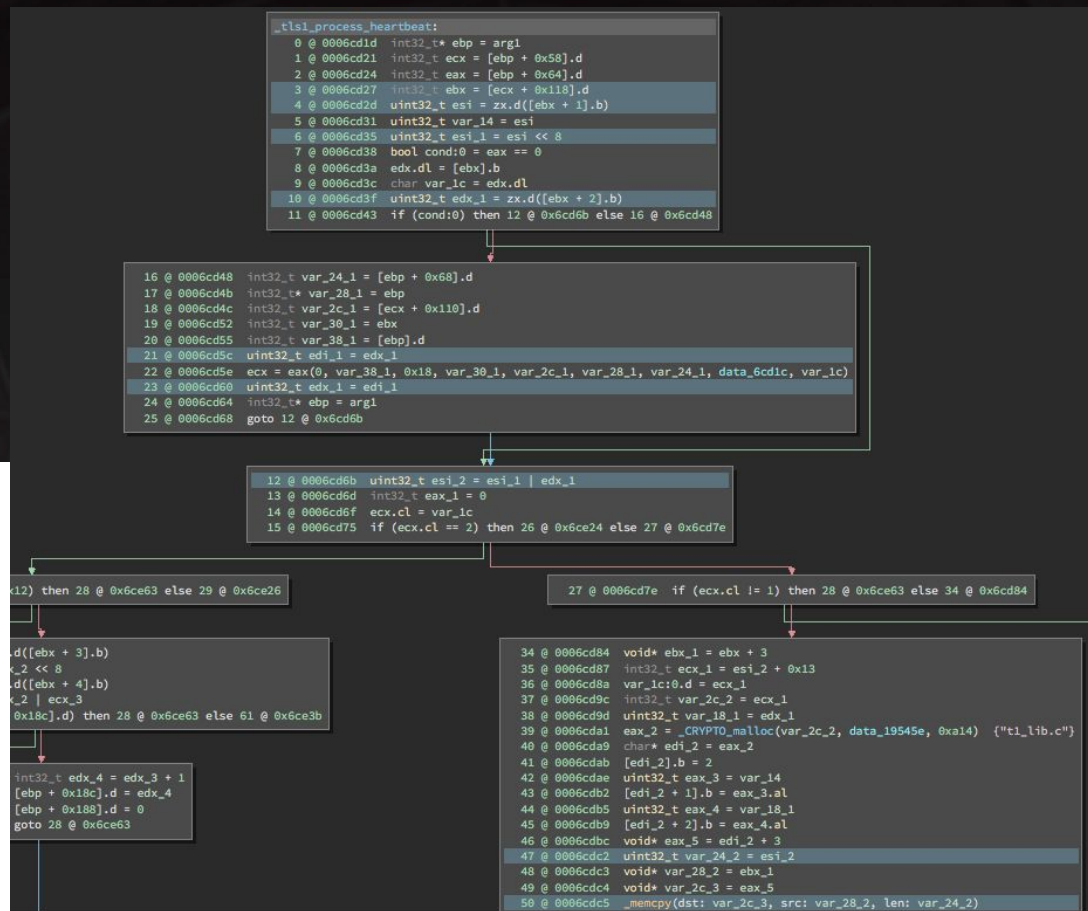 _tls1_process_heartbeat:
0 @ 0006cd1d int32_t* ebp = arg1
1 @ 0006cd21 int32_t ecx = [ebp + 0x58].d
2 @ 0006cd24 int32_t eax = [ebp + 0x64].d
3 @ 0006cd27 int32_t ebx = [ecx + 0x118].d
4 @ 0006cd2d uint32_t esi = zx.d([ebx + 1].b)
5 @ 0006cd31 uint32_t var_14 = esi
6 @ 0006cd35 uint32_t esi_1 = esi << 8
7 @ 0006cd38 bool cond:0 = eax == 0
8 @ 0006cd3a edx.dl = [ebx].b
9 @ 0006cd3c char var_1c = edx.dl
10 @ 0006cd3f uint32_t edx_1 = zx.d([ebx + 2].b)
11 @ 0006cd43 if (cond:0) then 12 @ 0x6cd6b else 16 @ 0x6cd48
16 @ 0006cd48 int32_t var_24_1 = [ebp + 0x68].d
17 @ 0006cd4b int32_t* var_28_1 = ebp
18 @ 0006cd4c int32_t var_2c_1 = [ecx + 0x110].d
19 @ 0006cd52 int32_t var_30_1 = ebx
20 @ 0006cd55 int32_t var_38_1 = [ebp].d
21 @ 0006cd5c uint32_t edi_1 = edx_1
22 @ 0006cd5e ecx = eax(0, var_38_1, 0x18, var_30_1, var_2c_1, var_28_1, var_24_1, data_6cd1c, var_1c)
23 @ 0006cd60 uint32_t edx_1 = edi_1
24 @ 0006cd64 int32_t* ebp = arg1
25 @ 0006cd68 goto 12 @ 0x6cd6b
12 @ 0006cd6b uint32_t esi_2 = esi_1 | edx_1
13 @ 0006cd6d int32_t eax_1 = 0
14 @ 0006cd6f ecx.cl = var_1c
15 @ 0006cd75 if (ecx.cl == 2) then 26 @ 0x6ce24 else 27 @ 0x6cd7e
x12) then 28 @ 0x6ce63 else 29 @ 0x6ce26
27 @ 0006cd7e if (ecx.cl != 1) then 28 @ 0x6ce63 else 34 @ 0x6cd84
.d([ebx + 3].b)
x_2 << 8
.d([ebx + 4].b)
x_2 | ecx_3
0x18c].d) then 28 @ 0x6ce63 else 61 @ 0x6ce3b
int32_t edx_4 = edx_3 + 1
[ebp + 0x18c].d = edx_4
[ebp + 0x188].d = 0
goto 28 @ 0x6ce63
34 @ 0006cd84 void* ebx_1 = ebx + 3
35 @ 0006cd87 int32_t ecx_1 = esi_2 + 0x13
36 @ 0006cd8a var_1c:0.d = ecx_1
37 @ 0006cd9c int32_t var_2c_2 = ecx_1
38 @ 0006cd9d uint32_t var_18_1 = edx_1
39 @ 0006cda1 eax_2 = _CRYPTO_malloc(var_2c_2, data_19545e, 0xa14) {"t1_lib.c"}
40 @ 0006cda9 char* edi_2 = eax_2
41 @ 0006cdab [edi_2].b = 2
42 @ 0006cdae uint32_t eax_3 = var_14
43 @ 0006cdb2 [edi_2 + 1].b = eax_3.al
44 @ 0006cdb5 uint32_t eax_4 = var_18_1
45 @ 0006cdb9 [edi_2 + 2].b = eax_4.al
46 @ 0006cdbc void* eax_5 = edi_2 + 3
47 @ 0006cdc2 uint32_t var_24_2 = esi_2
48 @ 0006cdc3 void* var_28_2 = ebx_1
49 @ 0006cdc4 void* var_2c_3 = eax_5
50 @ 0006cdc5 _memcpy(dst: var_2c_3, src: var_28_2, len: var_24_2)